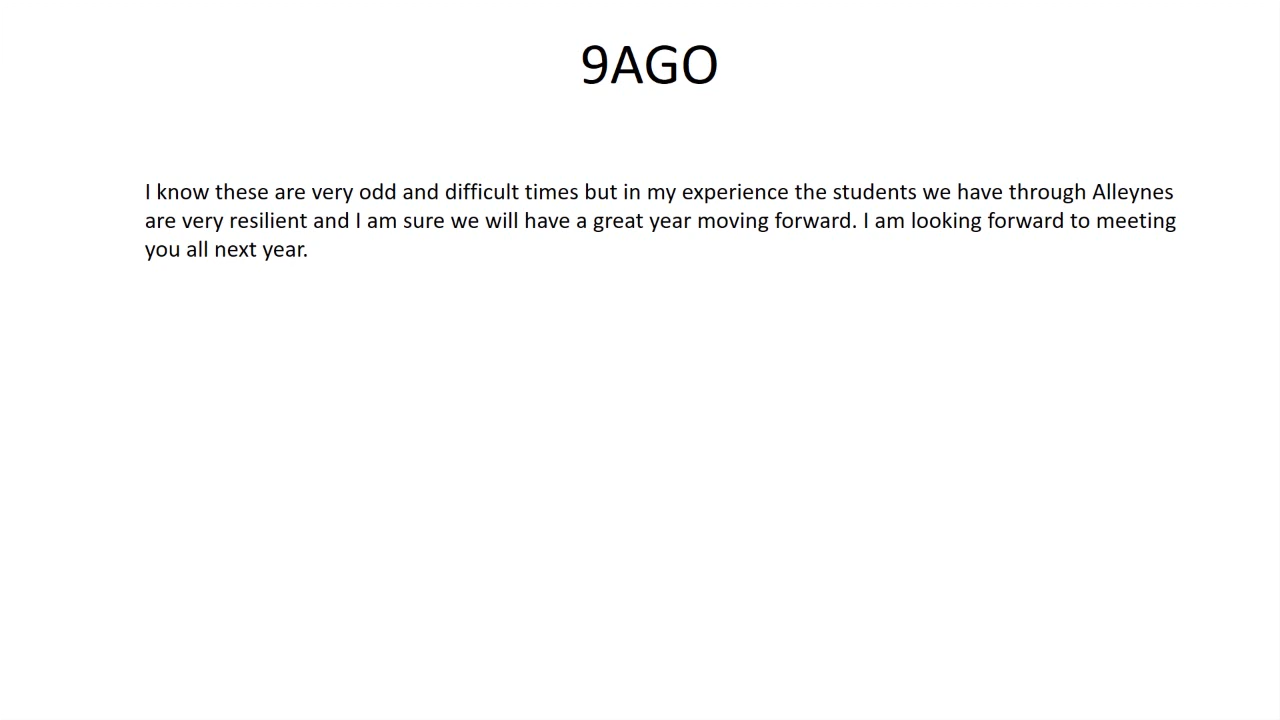 9AGO
I know these are very odd and difficult times but in my experience the students we have through Alleynes
are very resilient and I am sure we will have a great year moving forward. I am looking forward to meeting
you all next year.